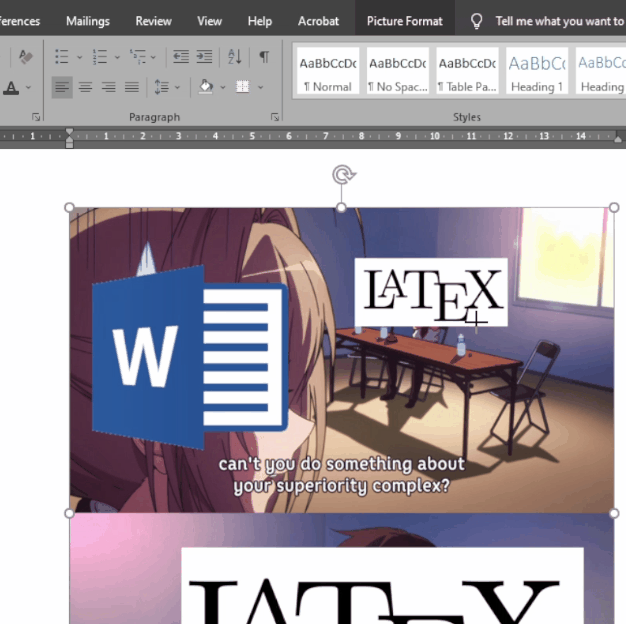 ferences Mailings Review View Help Acrobat Picture Format Tell me what you want to
A A↓Z ¶
AaBbCcDc AaBbCcDc AaBbCcDc AaBbCc AaBbCcD
¶ Normal ¶ No Spac... ¶ Table Pa... Heading 1 Heading
Paragraph Styles
1 1 2 3 4 5 6 7 8 9 10 11 12 13 14
LATEX
W
can't you do something about
your superiority complex?
LATEX